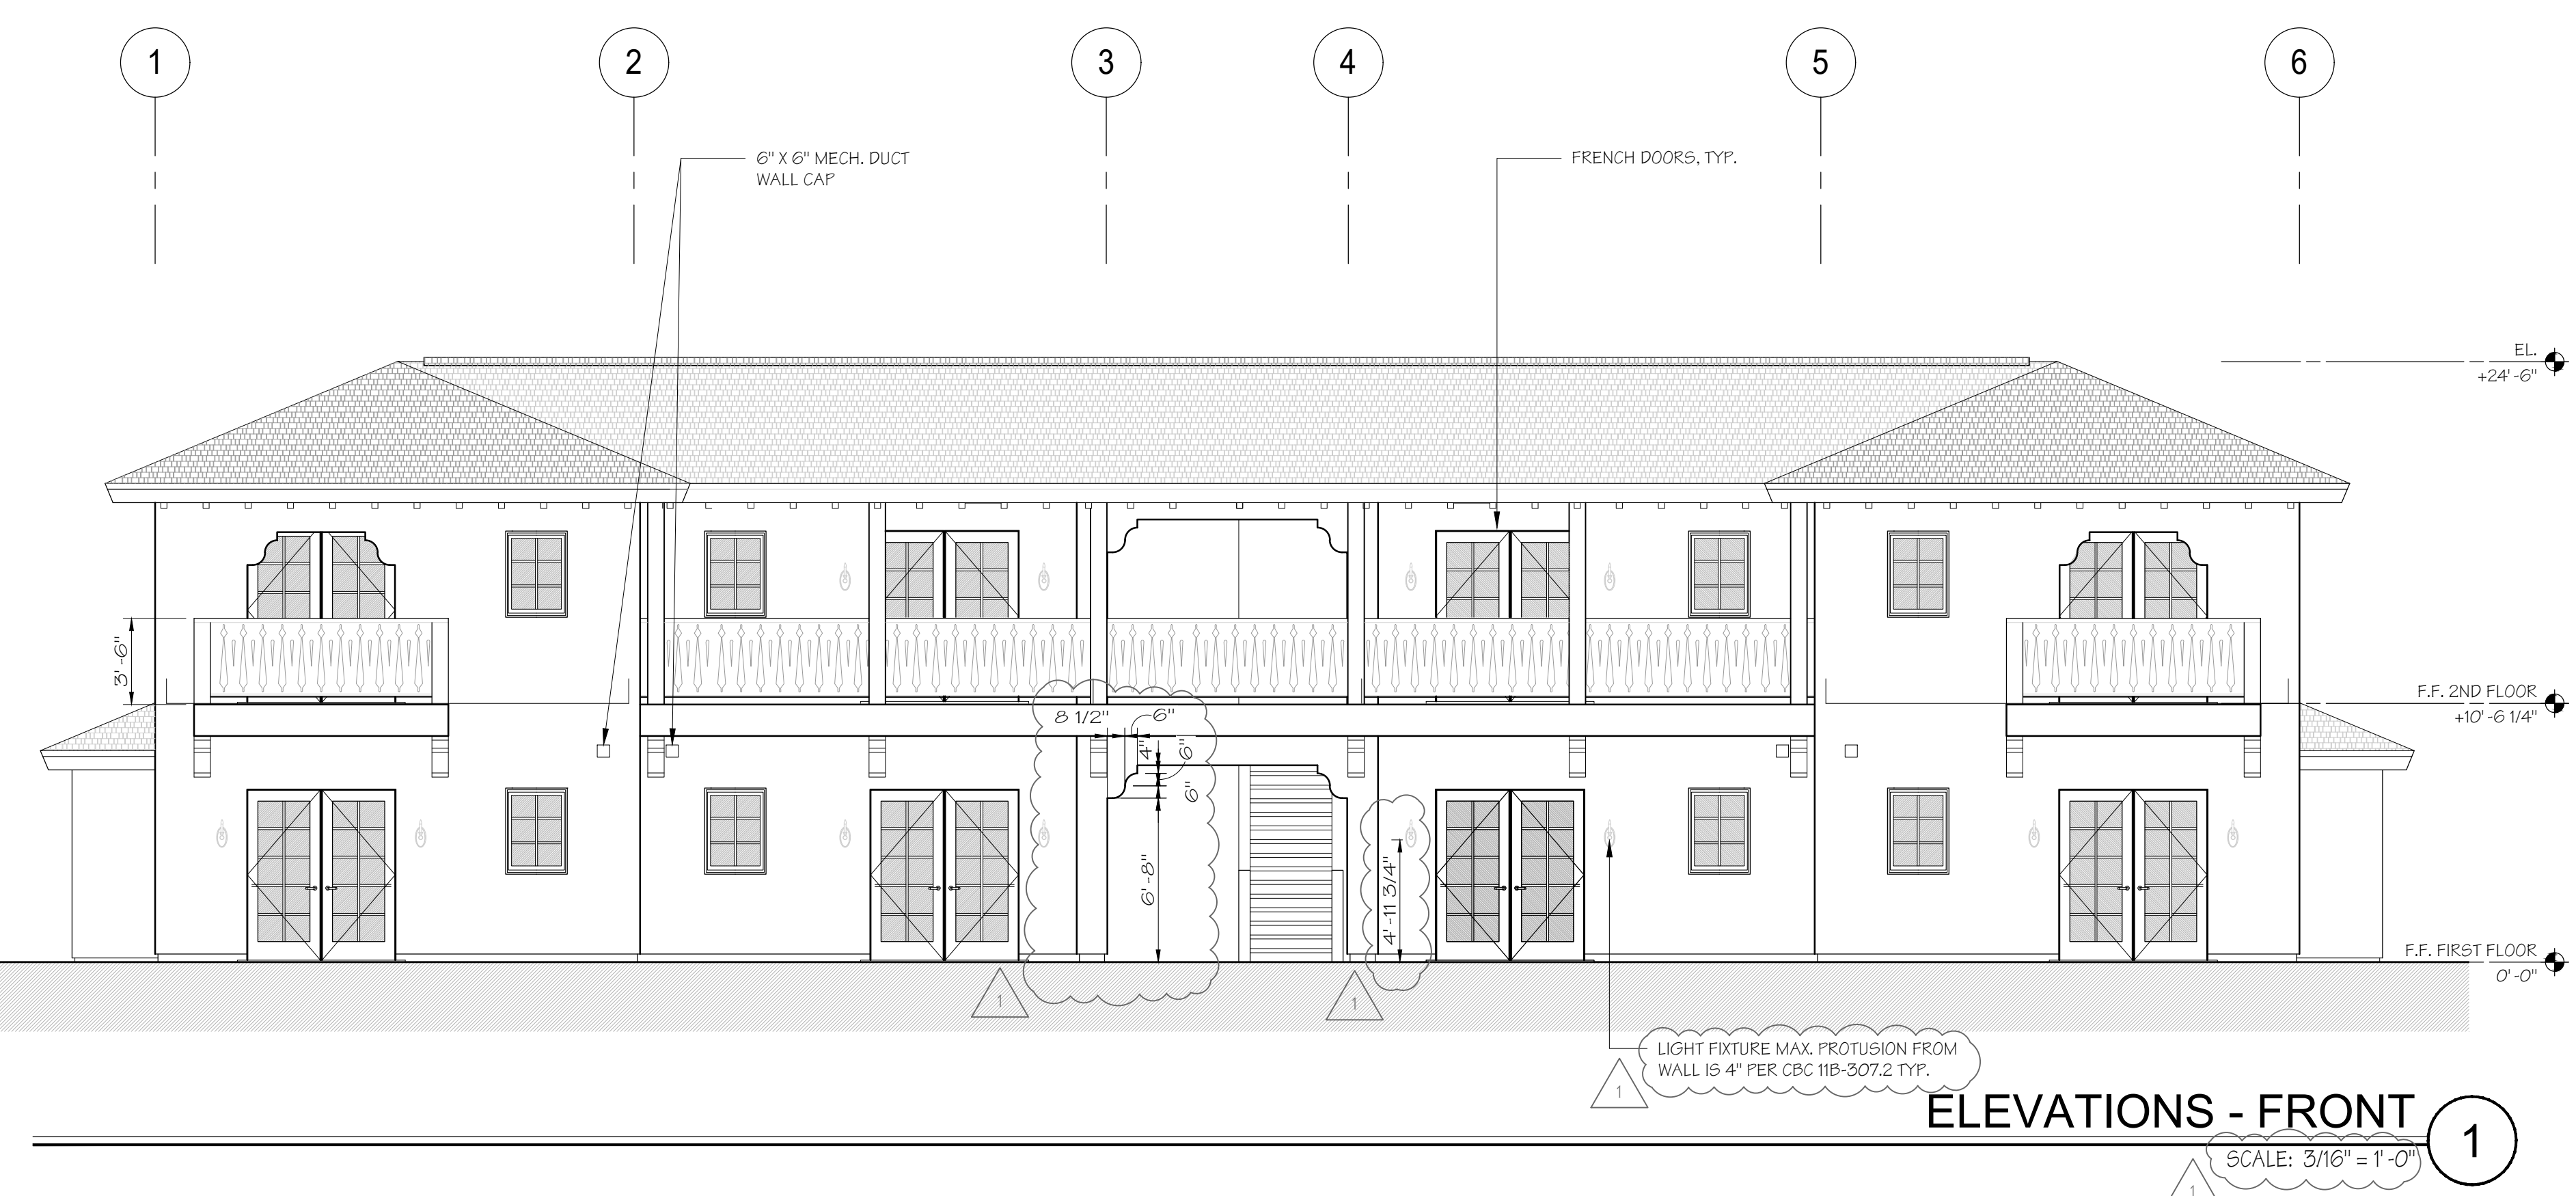 1 2 3 4 5 6
6" X 6" MECH. DUCT
WALL CAP
FRENCH DOORS, TYP.
EL.
+24'-6"
3'-6"
F.F. 2ND FLOOR
+10'-6 1/4"
8 1/2"
6"
4"
6"
6"
6'-8"
4'-11 3/4"
F.F. FIRST FLOOR
0'-0"
1
1
LIGHT FIXTURE MAX. PROTUSION FROM
WALL IS 4" PER CBC 11B-307.2 TYP.
1
ELEVATIONS - FRONT
1
SCALE: 3/16" = 1'-0"
1